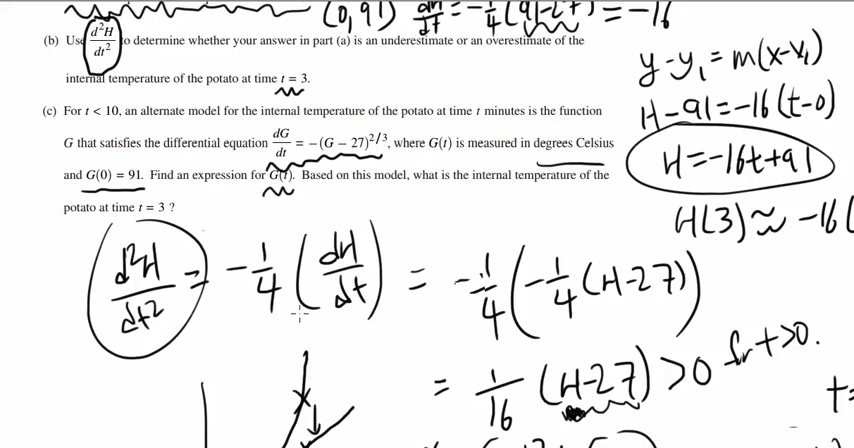 (0,91) dH/dt = -1/4 (91-27) = -16
(b) Use d²H/dt² to determine whether your answer in part (a) is an underestimate or an overestimate of the
internal temperature of the potato at time t = 3.
y-y₁ = m(x-x₁)
H-91 = -16(t-0)
H = -16t+91
H(3) ≈ -16(
(c) For t < 10, an alternate model for the internal temperature of the potato at time t minutes is the function
G that satisfies the differential equation dG/dt = -(G - 27)^(2/3), where G(t) is measured in degrees Celsius
and G(0) = 91. Find an expression for G(t). Based on this model, what is the internal temperature of the
potato at time t = 3 ?
d²H/dt² = -1/4 (dH/dt) = -1/4 (-1/4 (H-27))
= 1/16 (H-27) > 0 for t>0.
t=